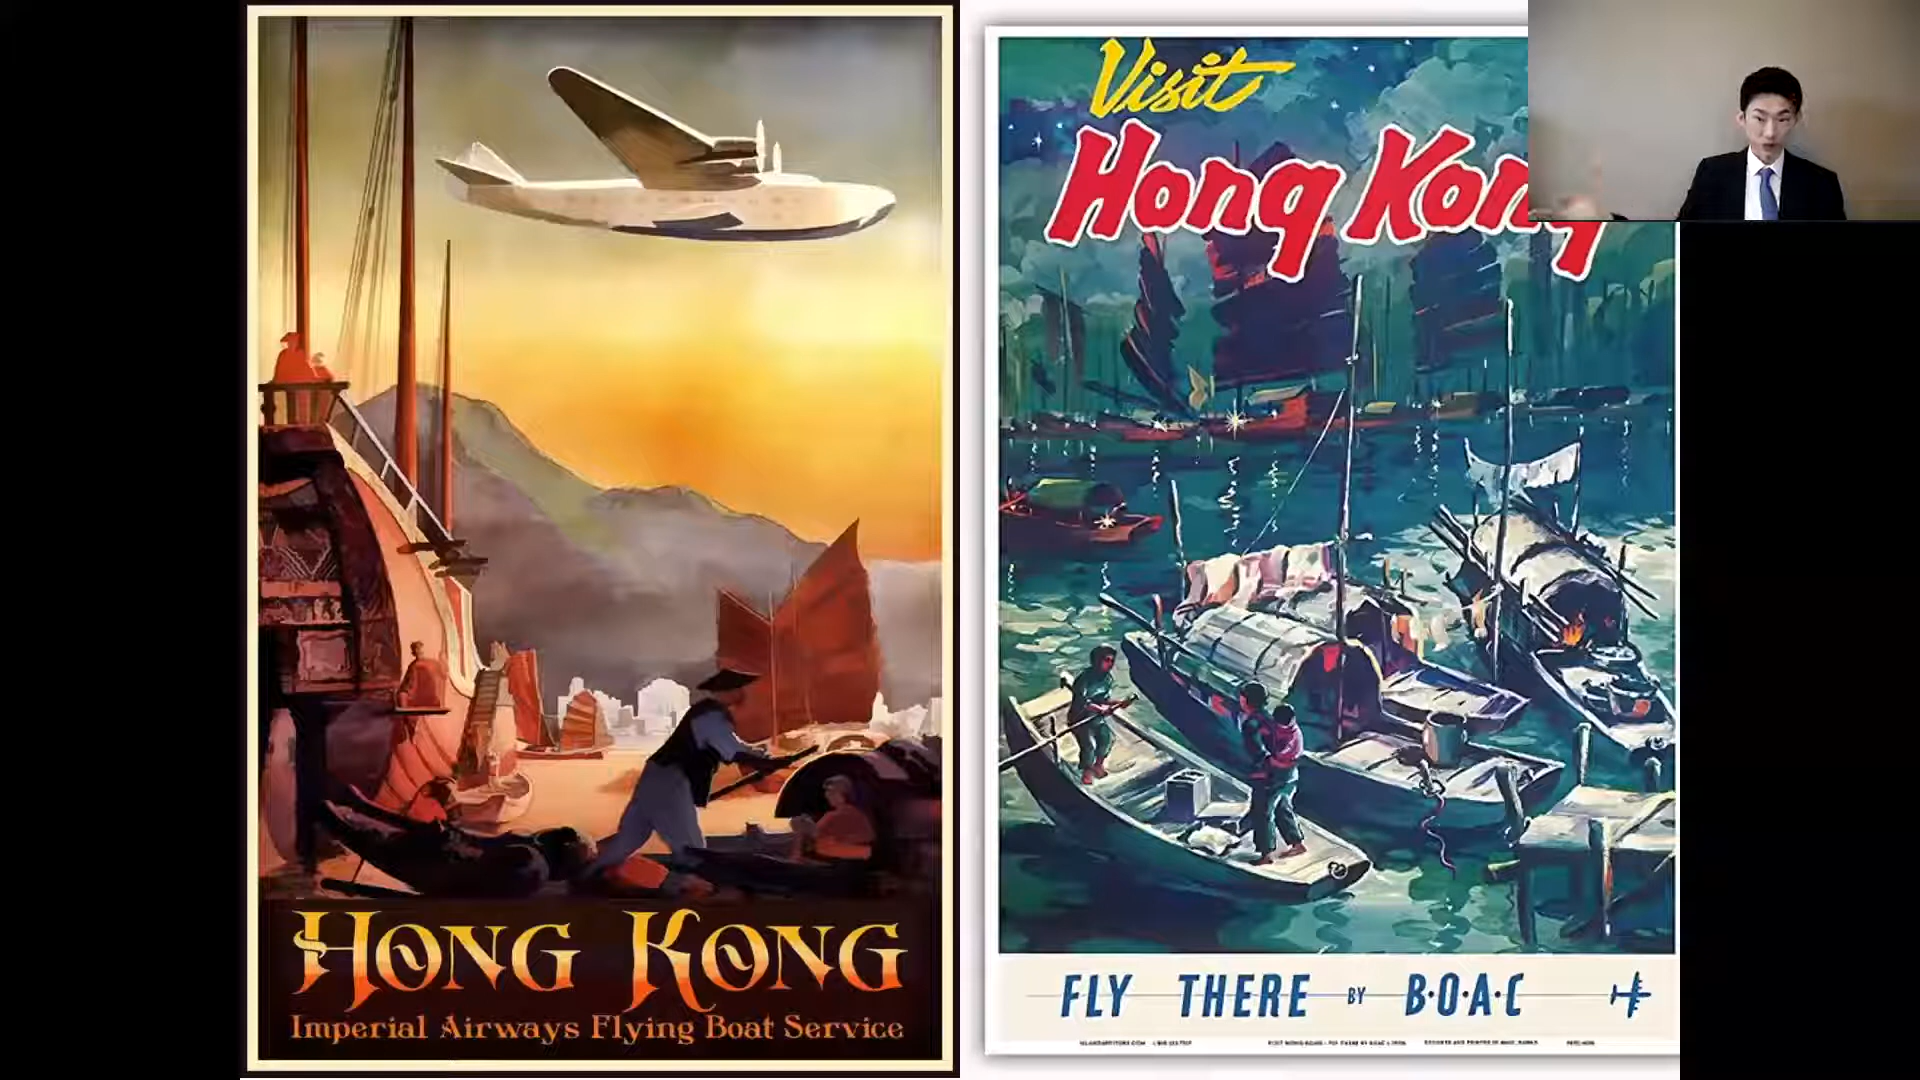 Hong Kong
Imperial Airways Flying Boat Service
Visit
Hong Kong
FLY THERE BY B·O·A·C